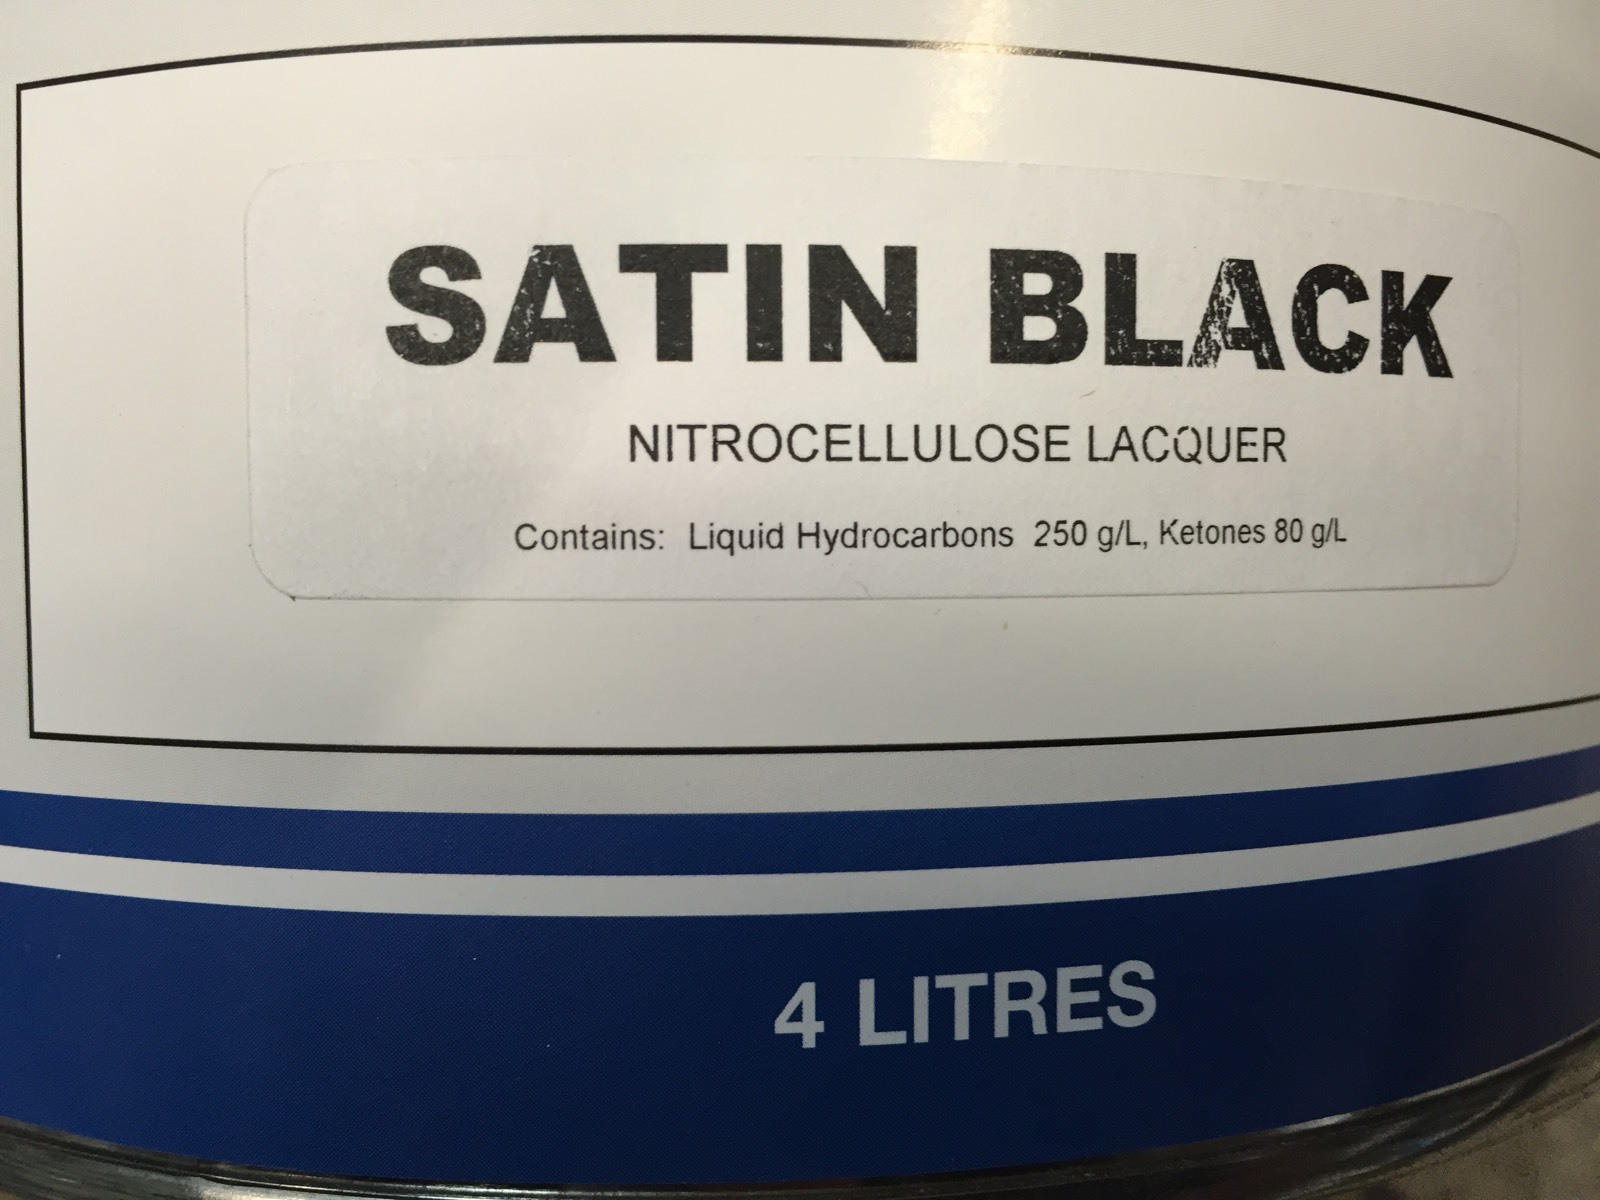 SATIN BLACK
NITROCELLULOSE LACQUER
Contains: Liquid Hydrocarbons 250 g/L, Ketones 80 g/L
4 LITRES